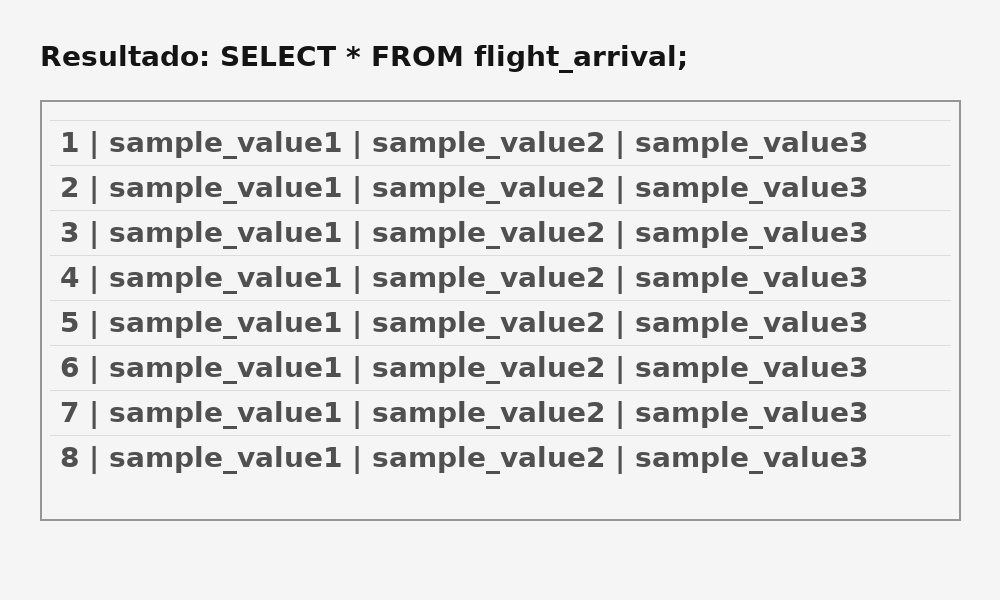 Resultado: SELECT * FROM flight_arrival;
1 | sample_value1 | sample_value2 | sample_value3
2 | sample_value1 | sample_value2 | sample_value3
3 | sample_value1 | sample_value2 | sample_value3
4 | sample_value1 | sample_value2 | sample_value3
5 | sample_value1 | sample_value2 | sample_value3
6 | sample_value1 | sample_value2 | sample_value3
7 | sample_value1 | sample_value2 | sample_value3
8 | sample_value1 | sample_value2 | sample_value3